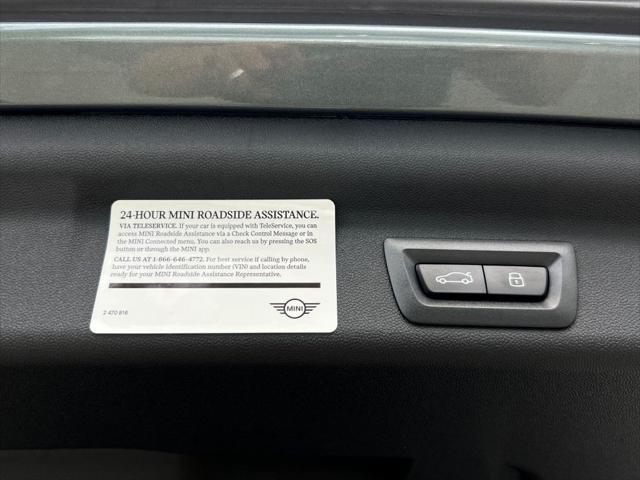 24-HOUR MINI ROADSIDE ASSISTANCE.
VIA TELESERVICE. If your car is equipped with TeleService, you can
access MINI Roadside Assistance via a Check Control Message or in
the MINI Connected menu. You can also reach us by pressing the SOS
button or through the MINI app.
CALL US AT 1-866-646-4772. For best service if calling by phone,
have your vehicle identification number (VIN) and location details
ready for your MINI Roadside Assistance Representative.
MINI
2 470 816